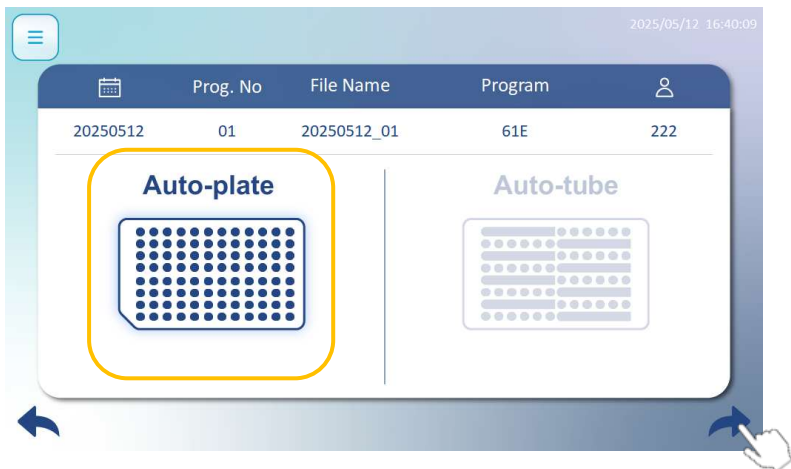 2025/05/12 16:40:09
Prog. No File Name Program
20250512 01 20250512_01 61E 222
Auto-plate Auto-tube